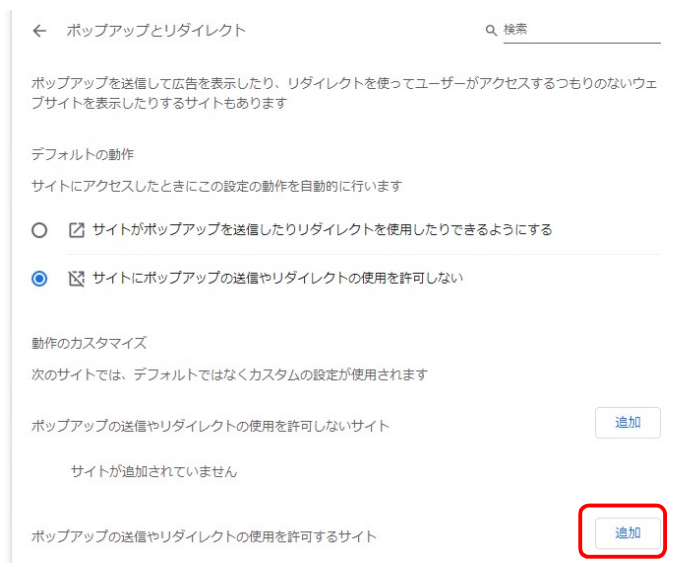 ポップアップとリダイレクト
検索
ポップアップを送信して広告を表示したり、リダイレクトを使ってユーザーがアクセスするつもりのないウェ
ブサイトを表示したりするサイトもあります
デフォルトの動作
サイトにアクセスしたときにこの設定の動作を自動的に行います
サイトがポップアップを送信したりリダイレクトを使用したりできるようにする
サイトにポップアップの送信やリダイレクトの使用を許可しない
動作のカスタマイズ
次のサイトでは、デフォルトではなくカスタムの設定が使用されます
ポップアップの送信やリダイレクトの使用を許可しないサイト
追加
サイトが追加されていません
ポップアップの送信やリダイレクトの使用を許可するサイト
追加